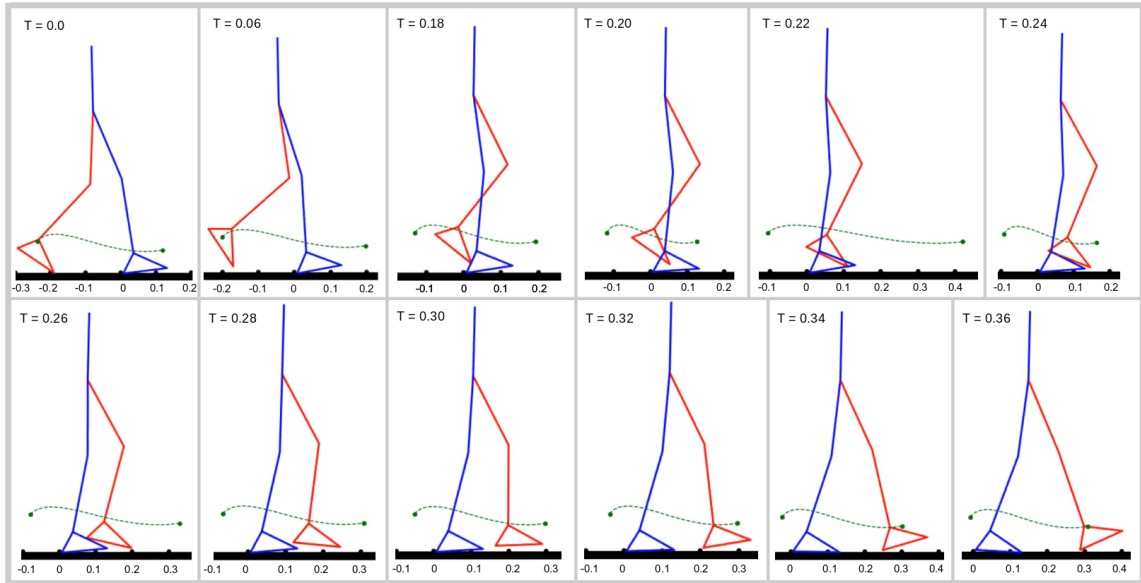 T = 0.0
-0.3 -0.2 -0.1 0 0.1 0.2
T = 0.06
-0.2 -0.1 0 0.1 0.2
T = 0.18
-0.1 0 0.1 0.2
T = 0.20
-0.1 0 0.1 0.2
T = 0.22
-0.1 0 0.1 0.2 0.3 0.4
T = 0.24
0 0.1 0.2
T = 0.26
-0.1 0 0.1 0.2 0.3
T = 0.28
-0.1 0 0.1 0.2 0.3
T = 0.30
-0.1 0 0.1 0.2 0.3
T = 0.32
-0.1 0 0.1 0.2 0.3
T = 0.34
0 0.1 0.2 0.3 0.4
T = 0.36
0 0.1 0.2 0.3 0.4